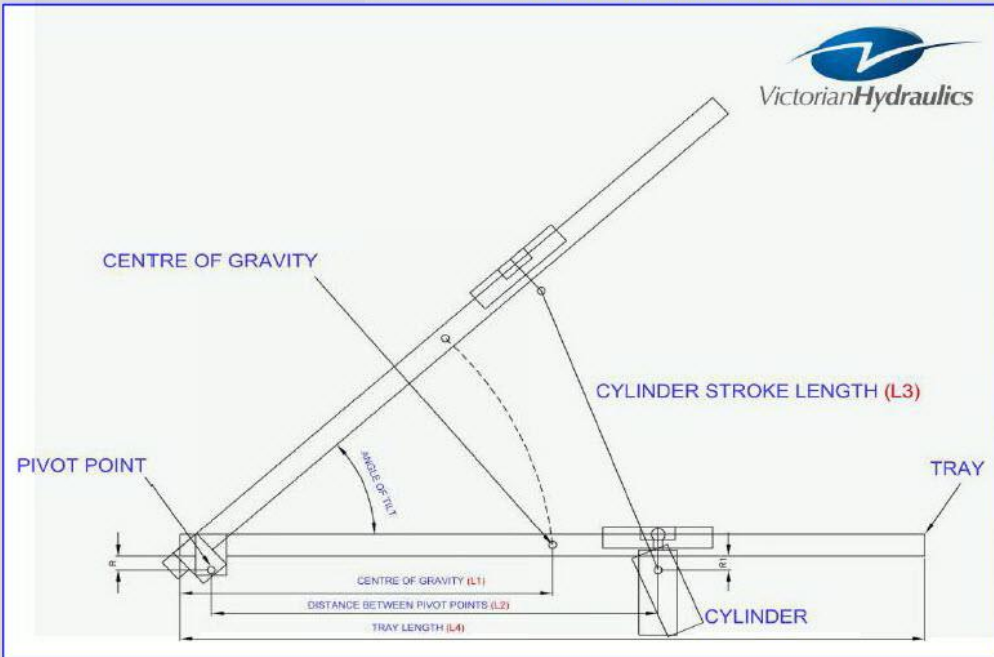 VictorianHydraulics
CENTRE OF GRAVITY
CYLINDER STROKE LENGTH (L3)
PIVOT POINT
ANGLE OF TILT
TRAY
R
R1
CENTRE OF GRAVITY (L1)
DISTANCE BETWEEN PIVOT POINTS (L2)
CYLINDER
TRAY LENGTH (L4)